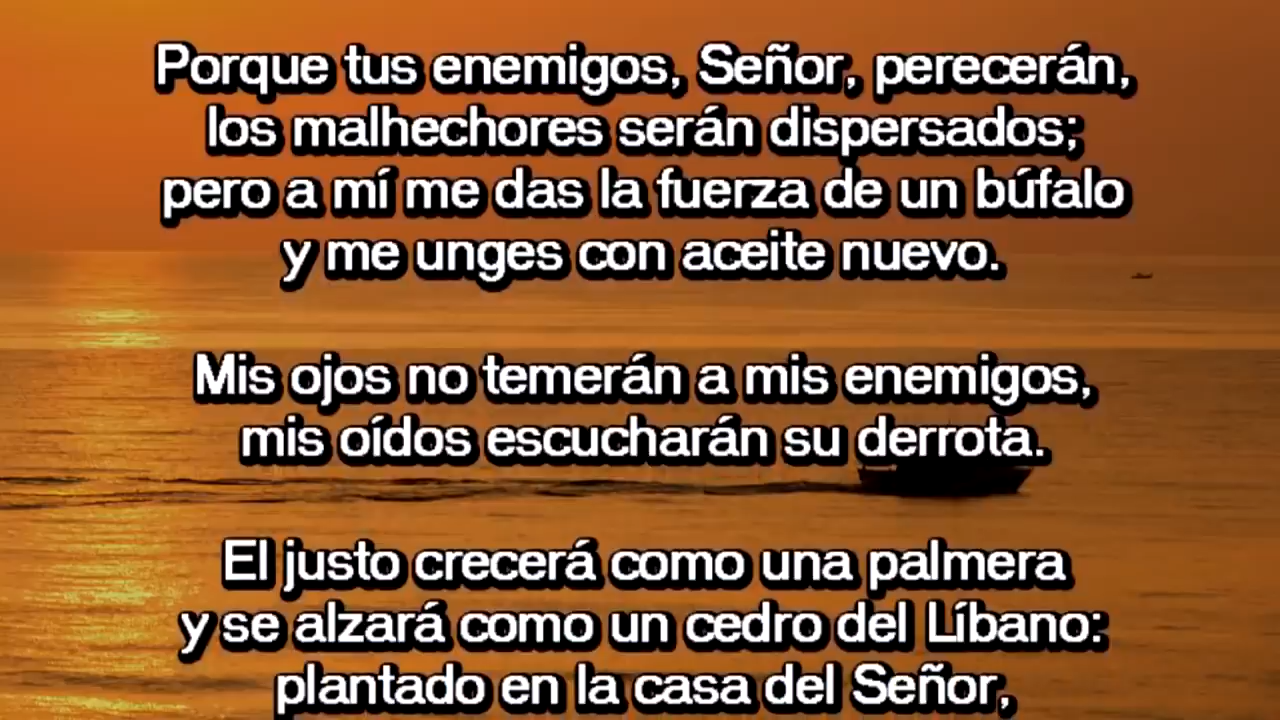 Porque tus enemigos, Señor, perecerán,
los malhechores serán dispersados;
pero a mí me das la fuerza de un búfalo
y me unges con aceite nuevo.
Mis ojos no temerán a mis enemigos,
mis oídos escucharán su derrota.
El justo crecerá como una palmera
y se alzará como un cedro del Líbano:
plantado en la casa del Señor,